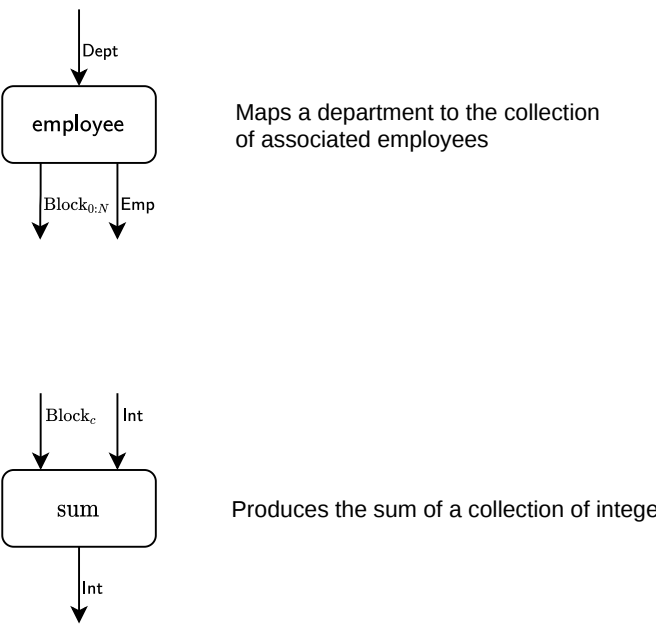 Dept
employee
Maps a department to the collection
of associated employees
Block0:N
Emp
Blockc
Int
sum
Produces the sum of a collection of intege
Int